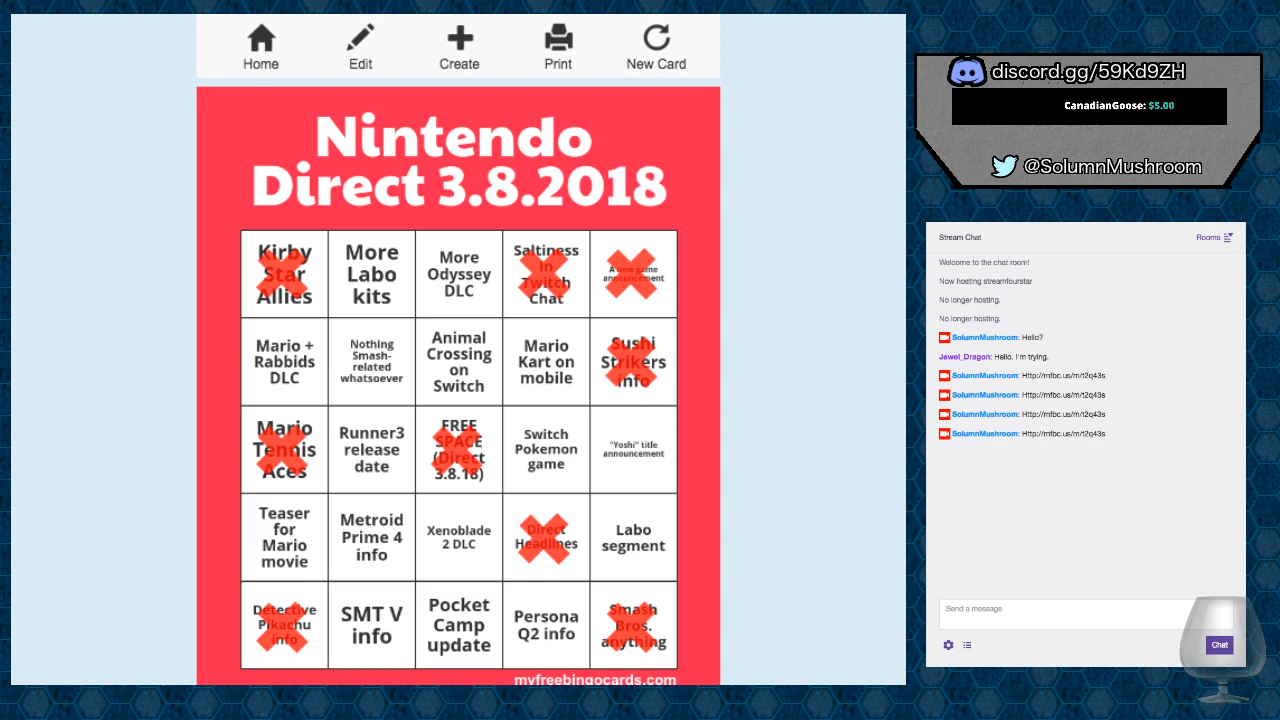 Home
Edit
Create
Print
New Card
Nintendo
Direct 3.8.2018
Kirby
Star
Allies
More
Labo
kits
More
Odyssey
DLC
Saltiness
in
Twitch
Chat
A new game
announcement
Mario +
Rabbids
DLC
Nothing
Smash-
related
whatsoever
Animal
Crossing
on
Switch
Mario
Kart on
mobile
Sushi
Strikers
info
Mario
Tennis
Aces
Runner3
release
date
FREE
SPACE
(Direct
3.8.18)
Switch
Pokemon
game
"Yoshi" title
announcement
Teaser
for
Mario
movie
Metroid
Prime 4
info
Xenoblade
2 DLC
Direct
Headlines
Labo
segment
Detective
Pikachu
info
SMT V
info
Pocket
Camp
update
Persona
Q2 info
Smash
Bros.
anything
myfreebingocards.com
discord.gg/59Kd9ZH
CanadianGoose: $5.00
@SolumnMushroom
Stream Chat
Rooms
Welcome to the chat room!
Now hosting streamfourstar
No longer hosting.
No longer hosting.
SolumnMushroom: Hello?
Jewel_Dragon: Hello. I'm trying.
SolumnMushroom: Http://mfbc.us/m/t2q43s
SolumnMushroom: Http://mfbc.us/m/t2q43s
SolumnMushroom: Http://mfbc.us/m/t2q43s
SolumnMushroom: Http://mfbc.us/m/t2q43s
Send a message
Chat